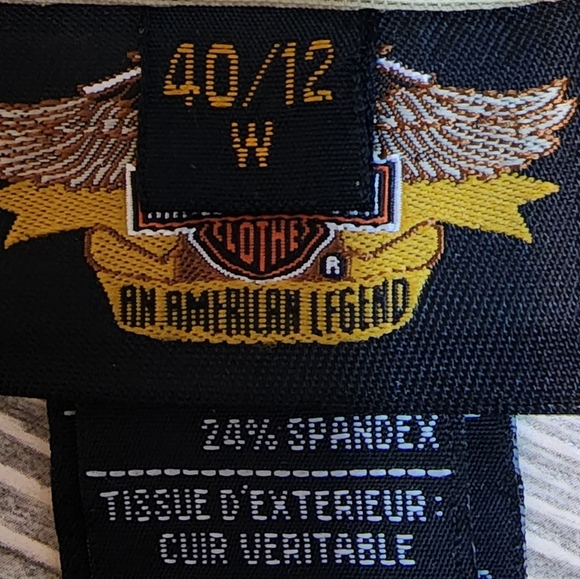 40/12
W
CLOTHES
®
AN AMERICAN LEGEND
24% SPANDEX
TISSUE D'EXTERIEUR:
CUIR VERITABLE